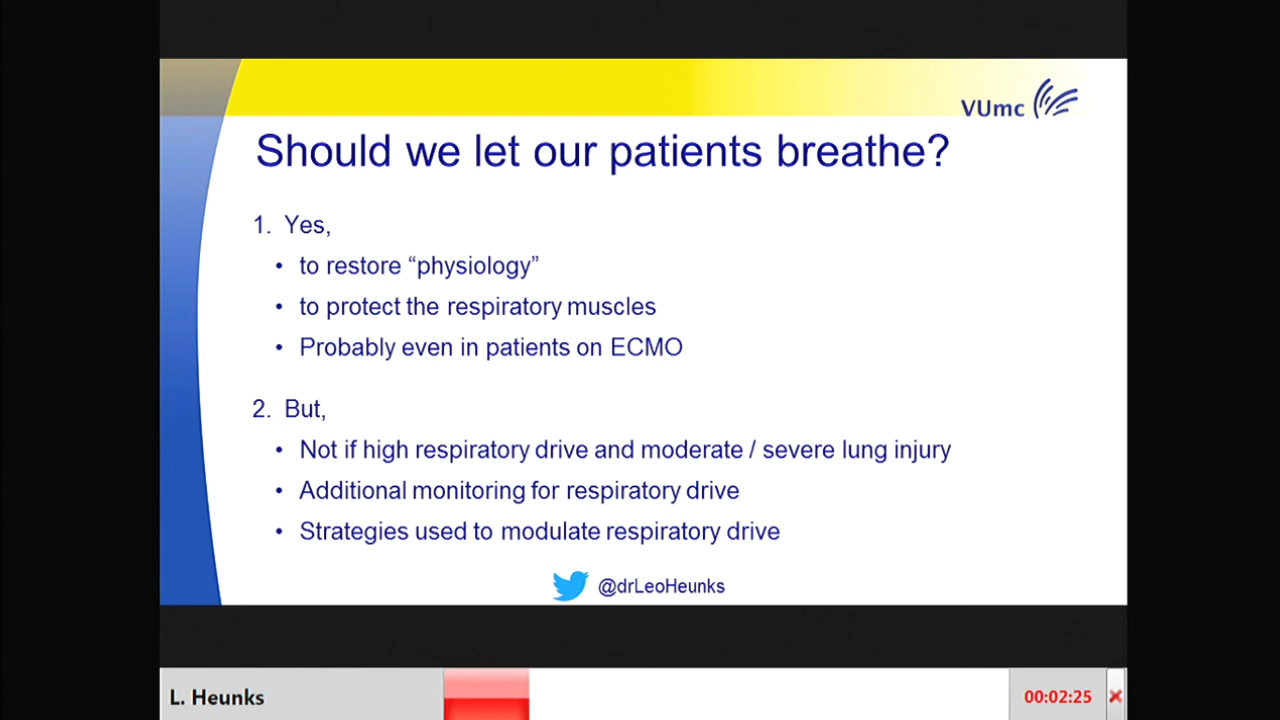 VUmc
Should we let our patients breathe?
1. Yes,
• to restore “physiology”
• to protect the respiratory muscles
• Probably even in patients on ECMO
2. But,
• Not if high respiratory drive and moderate / severe lung injury
• Additional monitoring for respiratory drive
• Strategies used to modulate respiratory drive
@drLeoHeunks
L. Heunks
00:02:25